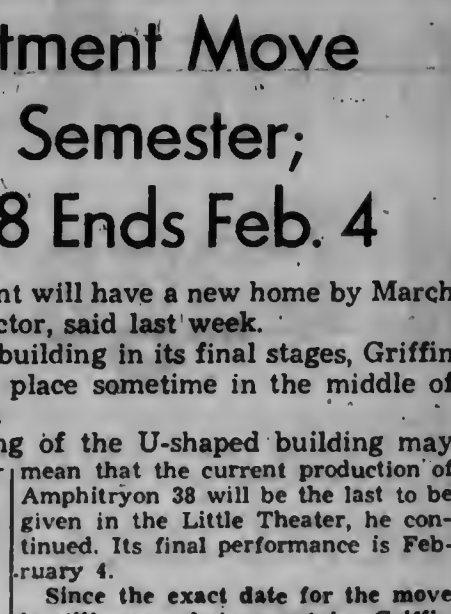 tment Move
Semester;
8 Ends Feb. 4
nt will have a new home by March
ctor, said last week.
building in its final stages, Griffin
place sometime in the middle of
ng of the U-shaped building may
mean that the current production of
Amphitryon 38 will be the last to be
given in the Little Theater, he con-
tinued. Its final performance is Feb-
ruary 4.
Since the exact date for the move